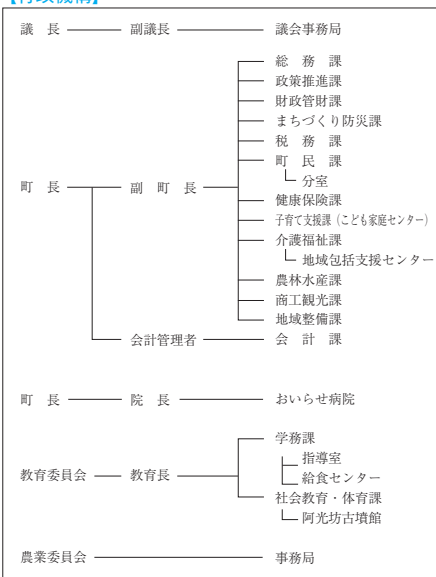 【行政機構】
議 長 副議長 議会事務局
総 務 課
政策推進課
財政管財課
まちづくり防災課
税 務 課
町 民 課
分室
町 長 副 町 長
健康保険課
子育て支援課(こども家庭センター)
介護福祉課
地域包括支援センター
農林水産課
商工観光課
地域整備課
会計管理者 会 計 課
町 長 院 長 おいらせ病院
学務課
指導室
教育委員会 教育長 給食センター
社会教育・体育課
阿光坊古墳館
農業委員会 事務局